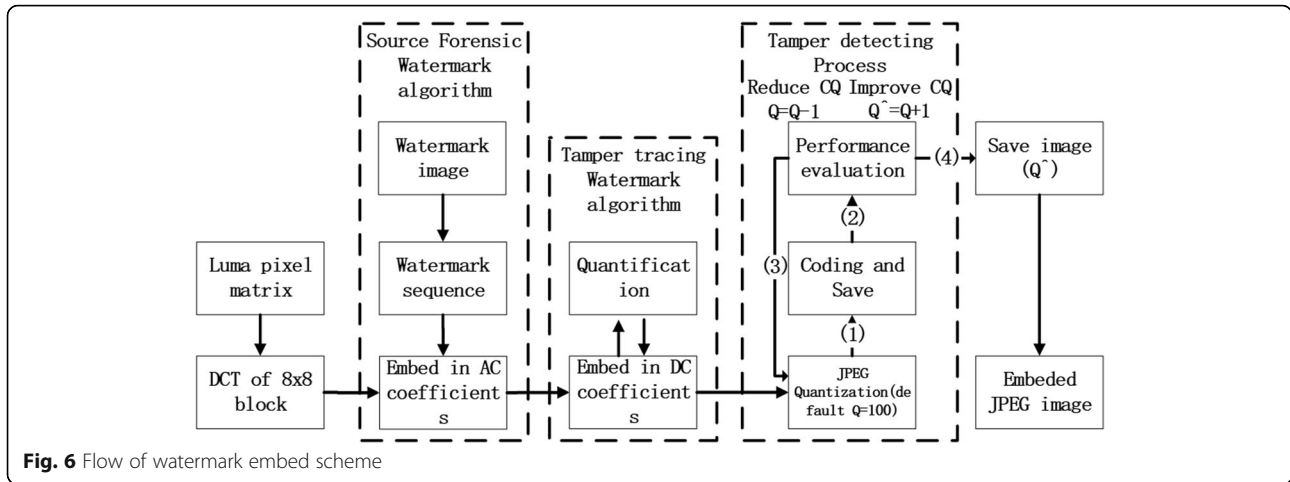 Source Forensic
Watermark
algorithm
Watermark
image
Watermark
sequence
Embed in AC
coefficient
s
Luma pixel
matrix
DCT of 8x8
block
Tamper tracing
Watermark
algorithm
Quantificat
ion
Embed in DC
coefficient
s
Tamper detecting
Process
Reduce CQ Improve CQ
Q=Q-1 Q^=Q+1
Performance
evaluation
(2)
(3)
Coding and
Save
(1)
JPEG
Quantization(de
fault Q=100)
(4)
Save image
(Q^)
Embeded
JPEG image
Fig. 6 Flow of watermark embed scheme